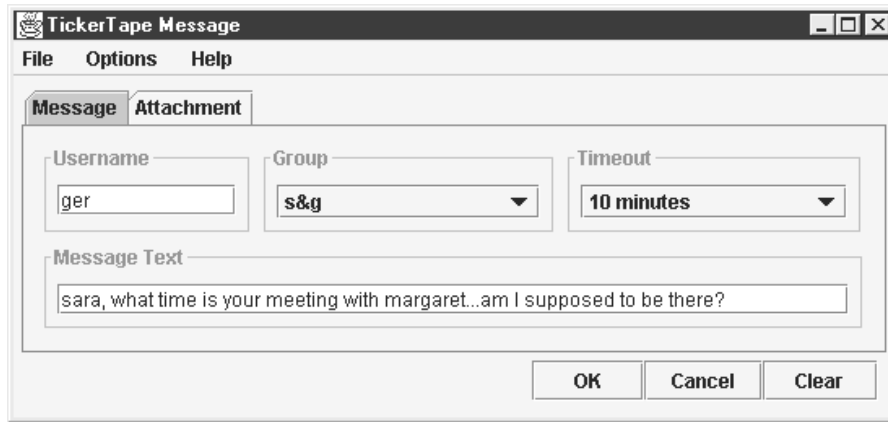 TickerTape Message
File Options Help
Message Attachment
Username Group Timeout
ger s&g 10 minutes
Message Text
sara, what time is your meeting with margaret...am I supposed to be there?
OK Cancel Clear